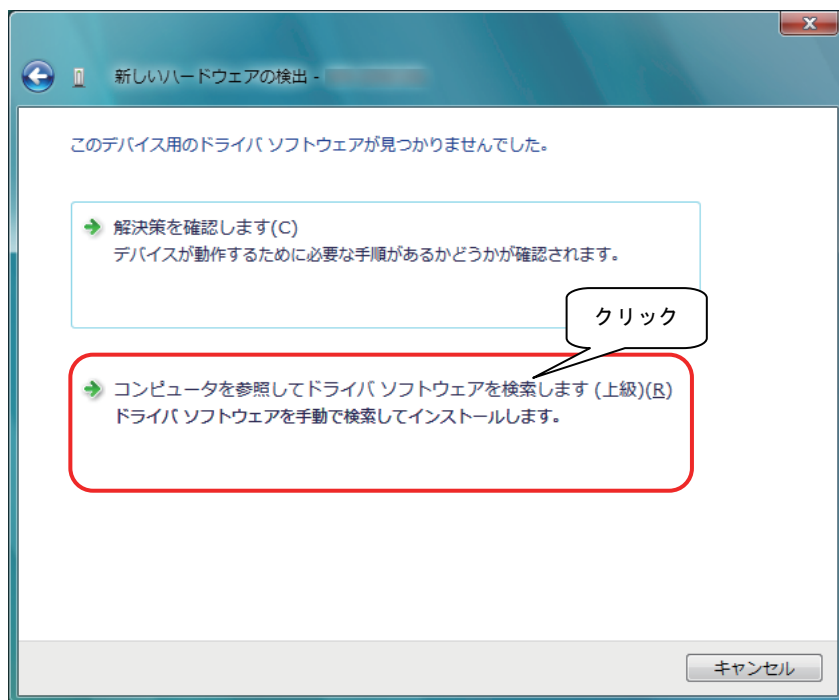 新しいハードウェアの検出 -
このデバイス用のドライバ ソフトウェアが見つかりませんでした。
解決策を確認します(C)
デバイスが動作するために必要な手順があるかどうかが確認されます。
クリック
コンピュータを参照してドライバ ソフトウェアを検索します (上級)(R)
ドライバ ソフトウェアを手動で検索してインストールします。
キャンセル